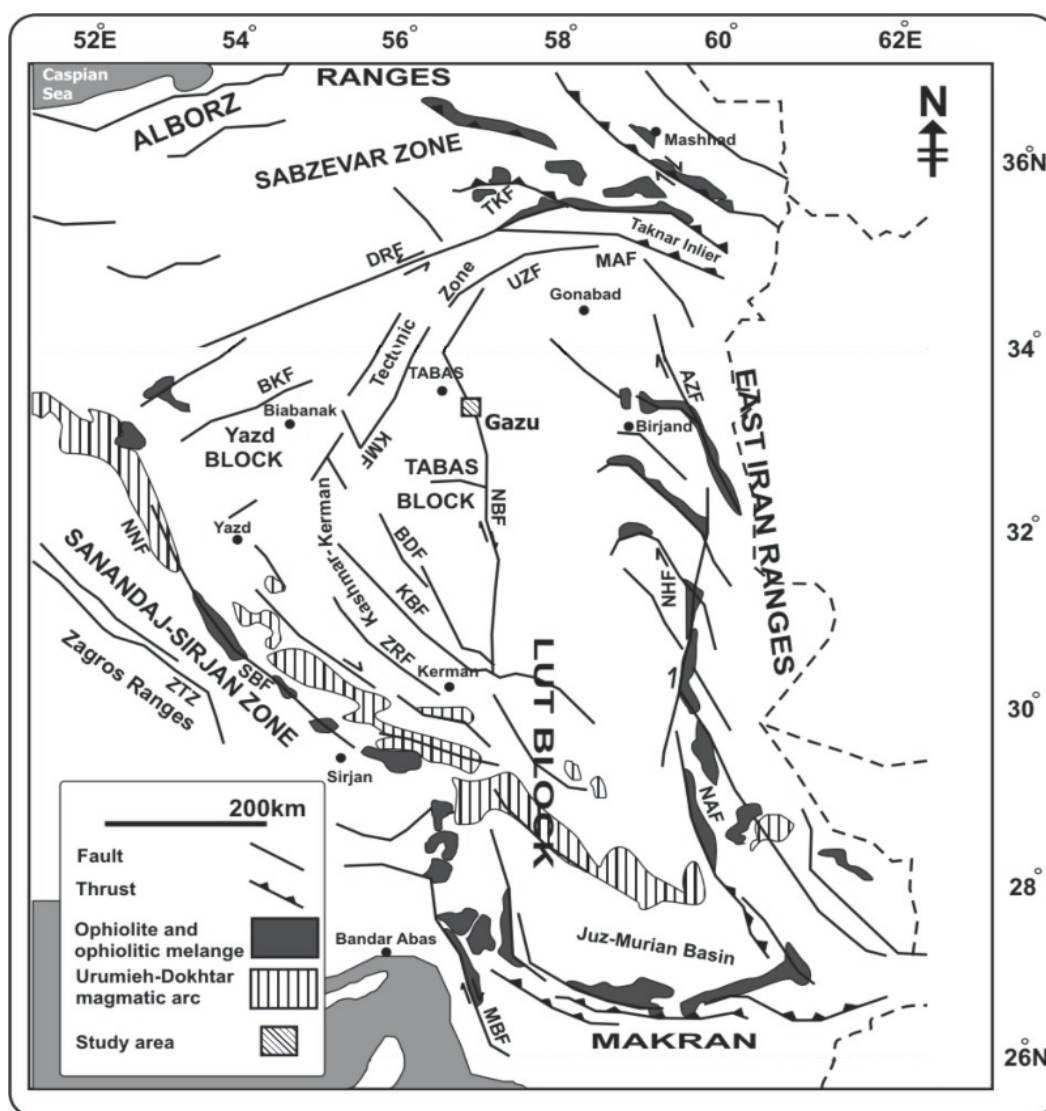 52°E 54° 56° 58° 60° 62°E
Caspian
Sea
RANGES
ALBORZ
N
Mashhad
SABZEVAR ZONE
36°N
TKF
Taknar Inlier
DRF
Zone
UZF
MAF
Gonabad
34°
Tectonic
TABAS
BKF
AZF
Biabanak
Gazu
Birjand
Yazd
BLOCK
KMF
EAST IRAN RANGES
TABAS
BLOCK
NBF
32°
NNF
Yazd
BDF
Kashmar-Kerman
SANANDAJ-SIRJAN ZONE
KBF
NHF
ZRF
Zagros Ranges
ZTZ
SBF
Kerman
30°
LUT BLOCK
Sirjan
NAF
200km
Fault
Thrust
28°
Ophiolite and
ophiolitic melange
Bandar Abas
Juz-Murian Basin
Urumieh-Dokhtar
magmatic arc
Study area
MBF
MAKRAN
26°N